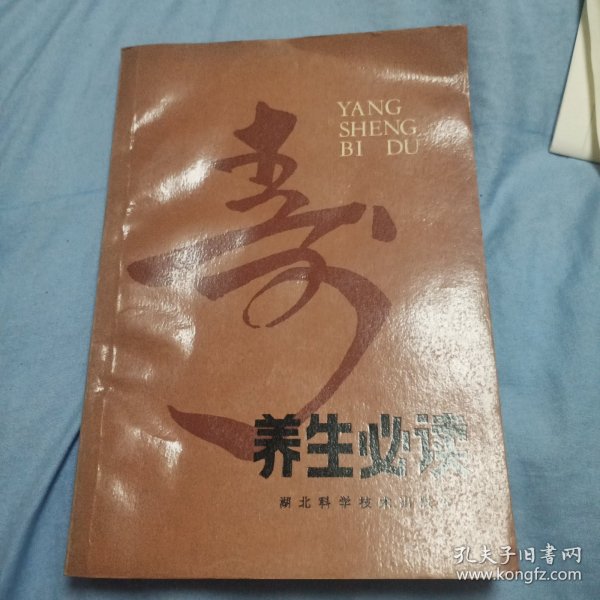 YANG
SHENG
BI DU
寿
养生必读
湖北科学技术出版社
孔夫子旧书网
www.kongfz.com